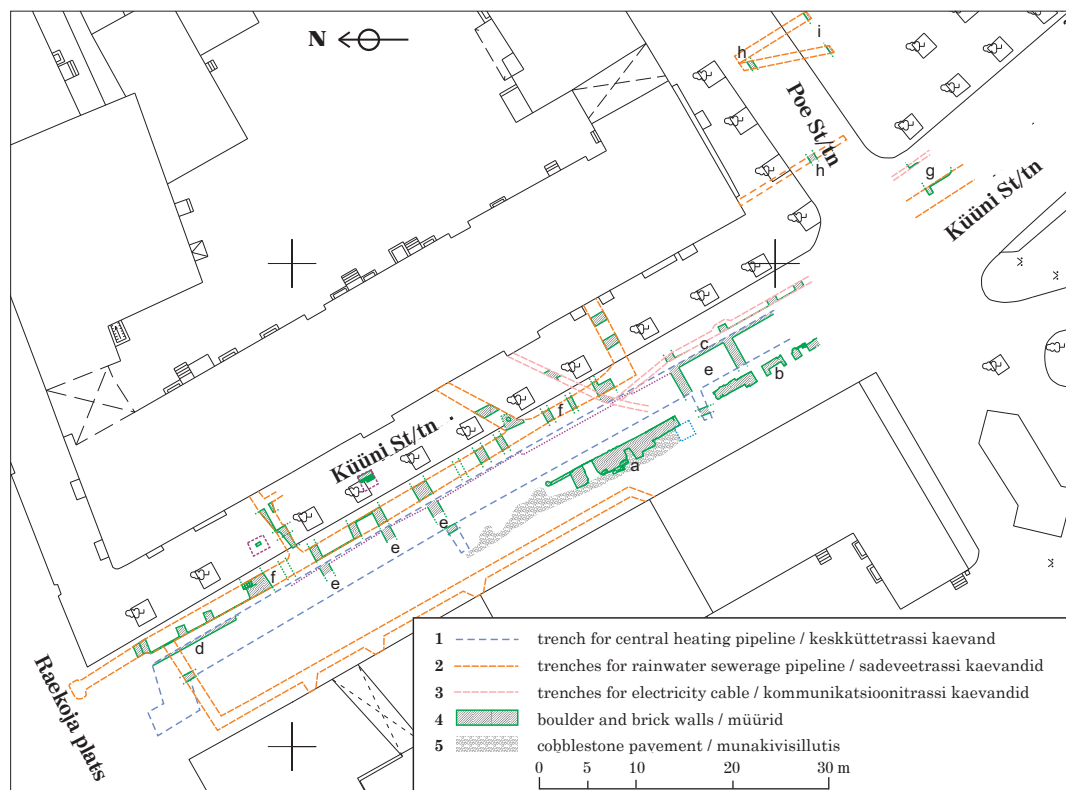 N
i
h
Poe St/tn
h
g
Küüni St/tn
c
e
b
f
Küüni St/tn
a
e
e
e
f
d
Raekoja plats
1 trench for central heating pipeline / keskküttetrassi kaevand
2 trenches for rainwater sewerage pipeline / sadeveetrassi kaevandid
3 trenches for electricity cable / kommunikatsioonitrassi kaevandid
4 boulder and brick walls / müürid
5 cobblestone pavement / munakivisillutis
0 5 10 20 30 m